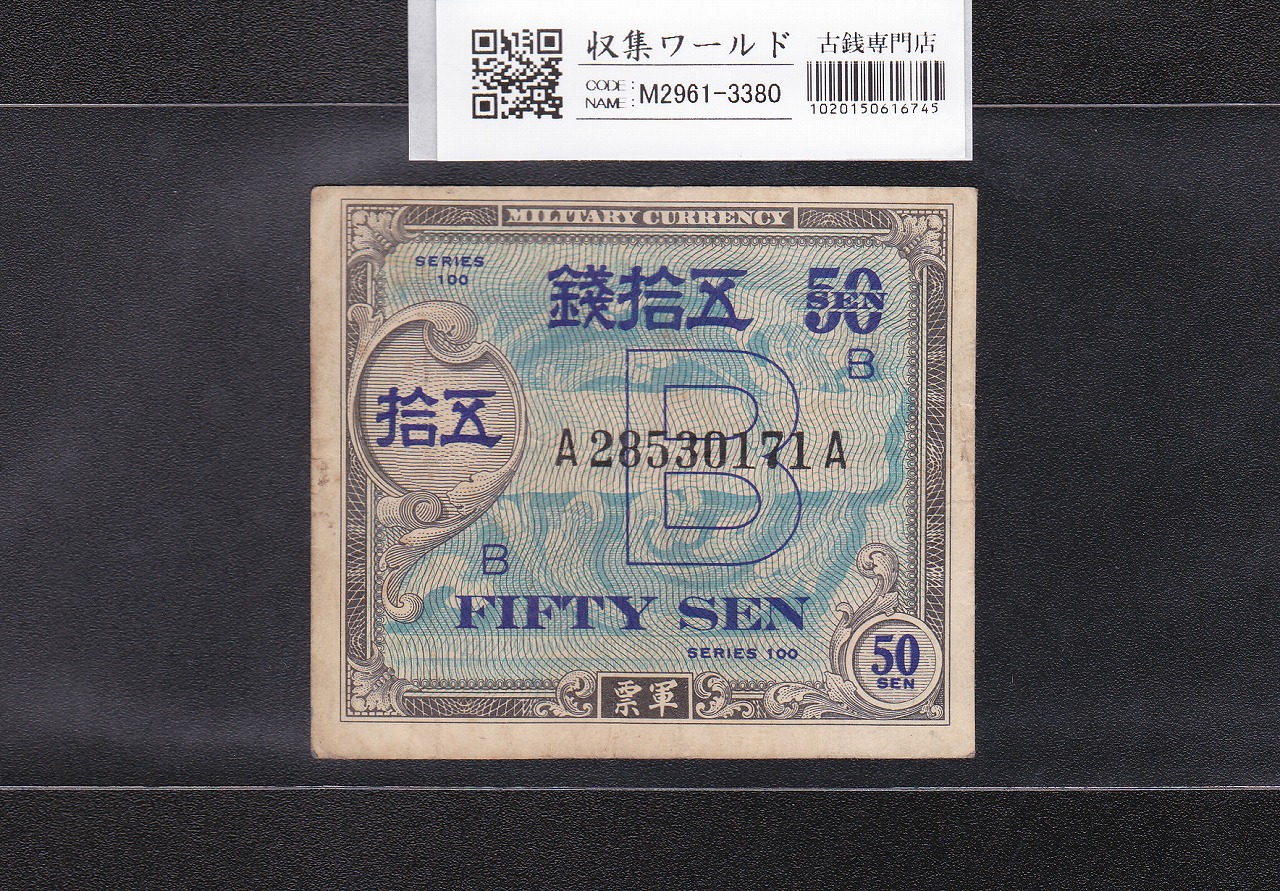 収集ワールド 古銭専門店
CODE:
NAME: M2961-3380
1020150616745
MILITARY CURRENCY
SERIES
100
錢拾五
50
SEN
B
拾五
B
A28530171A
B
FIFTY SEN
SERIES 100
50
SEN
票軍